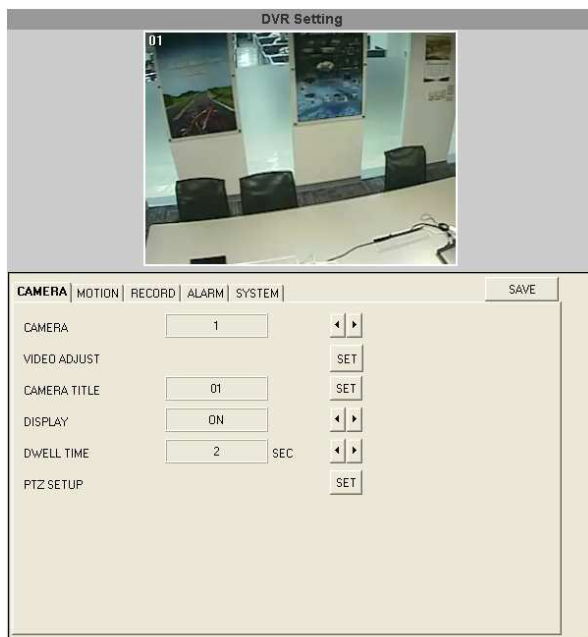 DVR Setting
01
CAMERA MOTION RECORD ALARM SYSTEM SAVE
CAMERA 1
VIDEO ADJUST SET
CAMERA TITLE 01 SET
DISPLAY ON
DWELL TIME 2 SEC
PTZ SETUP SET